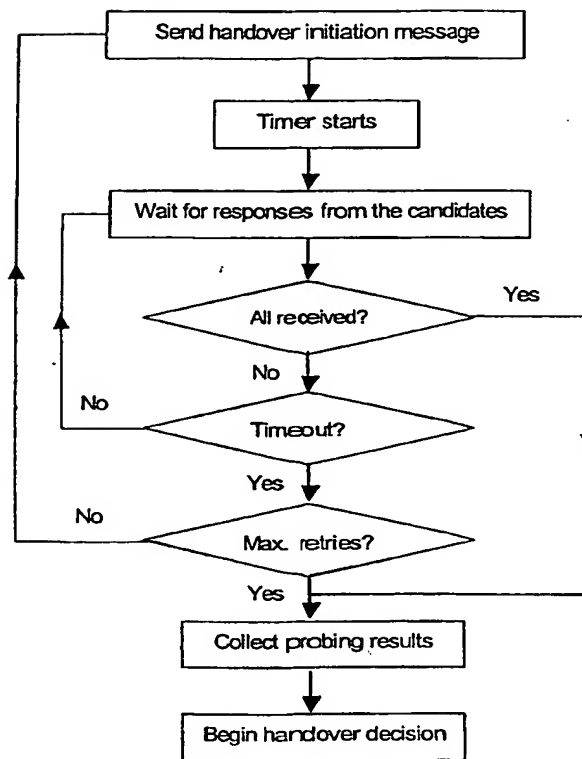 Send handover initiation message
Timer starts
Wait for responses from the candidates
All received?
Yes
No
No
Timeout?
Yes
No
Max. retries?
Yes
Collect probing results
Begin handover decision